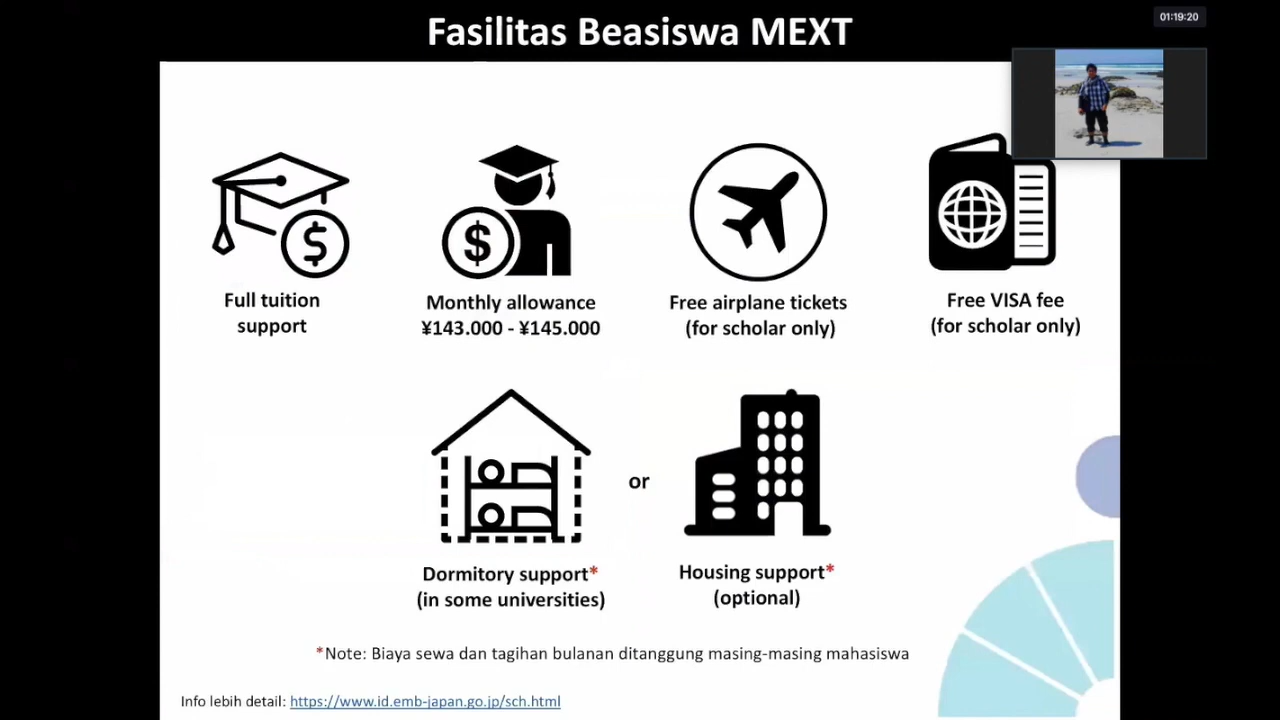 Fasilitas Beasiswa MEXT
01:19:20
Full tuition
support
Monthly allowance
¥143.000 - ¥145.000
Free airplane tickets
(for scholar only)
Free VISA fee
(for scholar only)
or
Dormitory support*
(in some universities)
Housing support*
(optional)
*Note: Biaya sewa dan tagihan bulanan ditanggung masing-masing mahasiswa
Info lebih detail: https://www.id.emb-japan.go.jp/sch.html